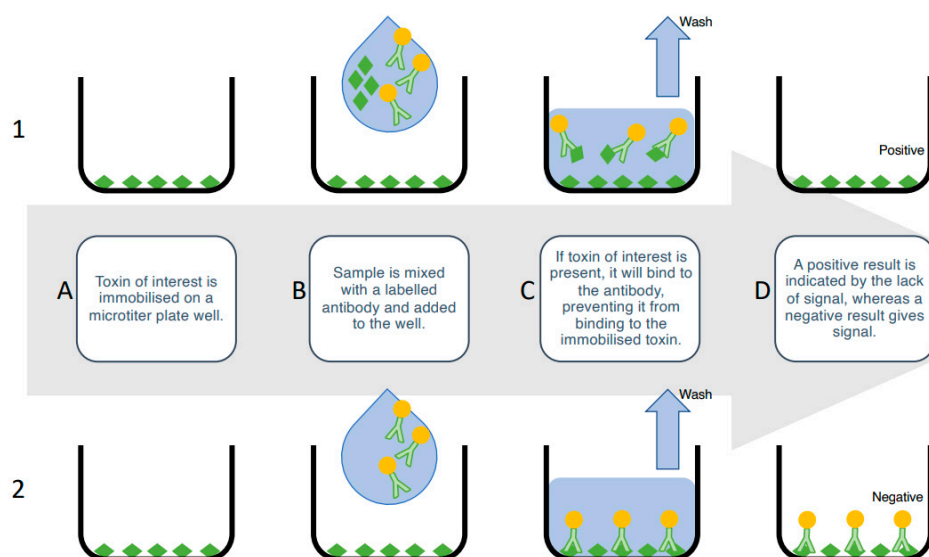 Wash
1
Positive
A
Toxin of interest is
immobilised on a
microtiter plate well.
B
Sample is mixed
with a labelled
antibody and added
to the well.
C
If toxin of interest is
present, it will bind to
the antibody,
preventing it from
binding to the
immobilised toxin.
D
A positive result is
indicated by the lack
of signal, whereas a
negative result gives
signal.
Wash
2
Negative